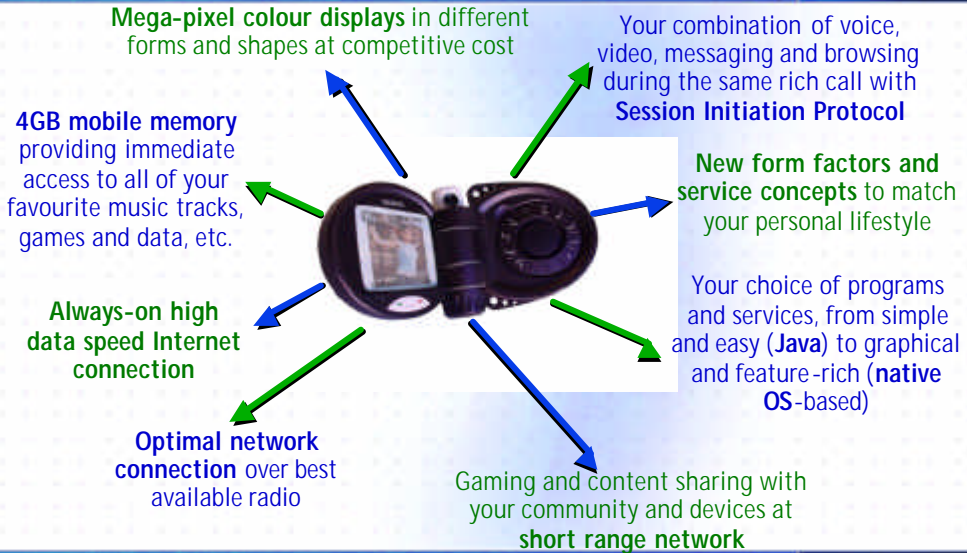 Mega-pixel colour displays in different
forms and shapes at competitive cost
Your combination of voice,
video, messaging and browsing
during the same rich call with
Session Initiation Protocol
4GB mobile memory
providing immediate
access to all of your
favourite music tracks,
games and data, etc.
New form factors and
service concepts to match
your personal lifestyle
Always-on high
data speed Internet
connection
Your choice of programs
and services, from simple
and easy (Java) to graphical
and feature-rich (native
OS-based)
Optimal network
connection over best
available radio
Gaming and content sharing with
your community and devices at
short range network